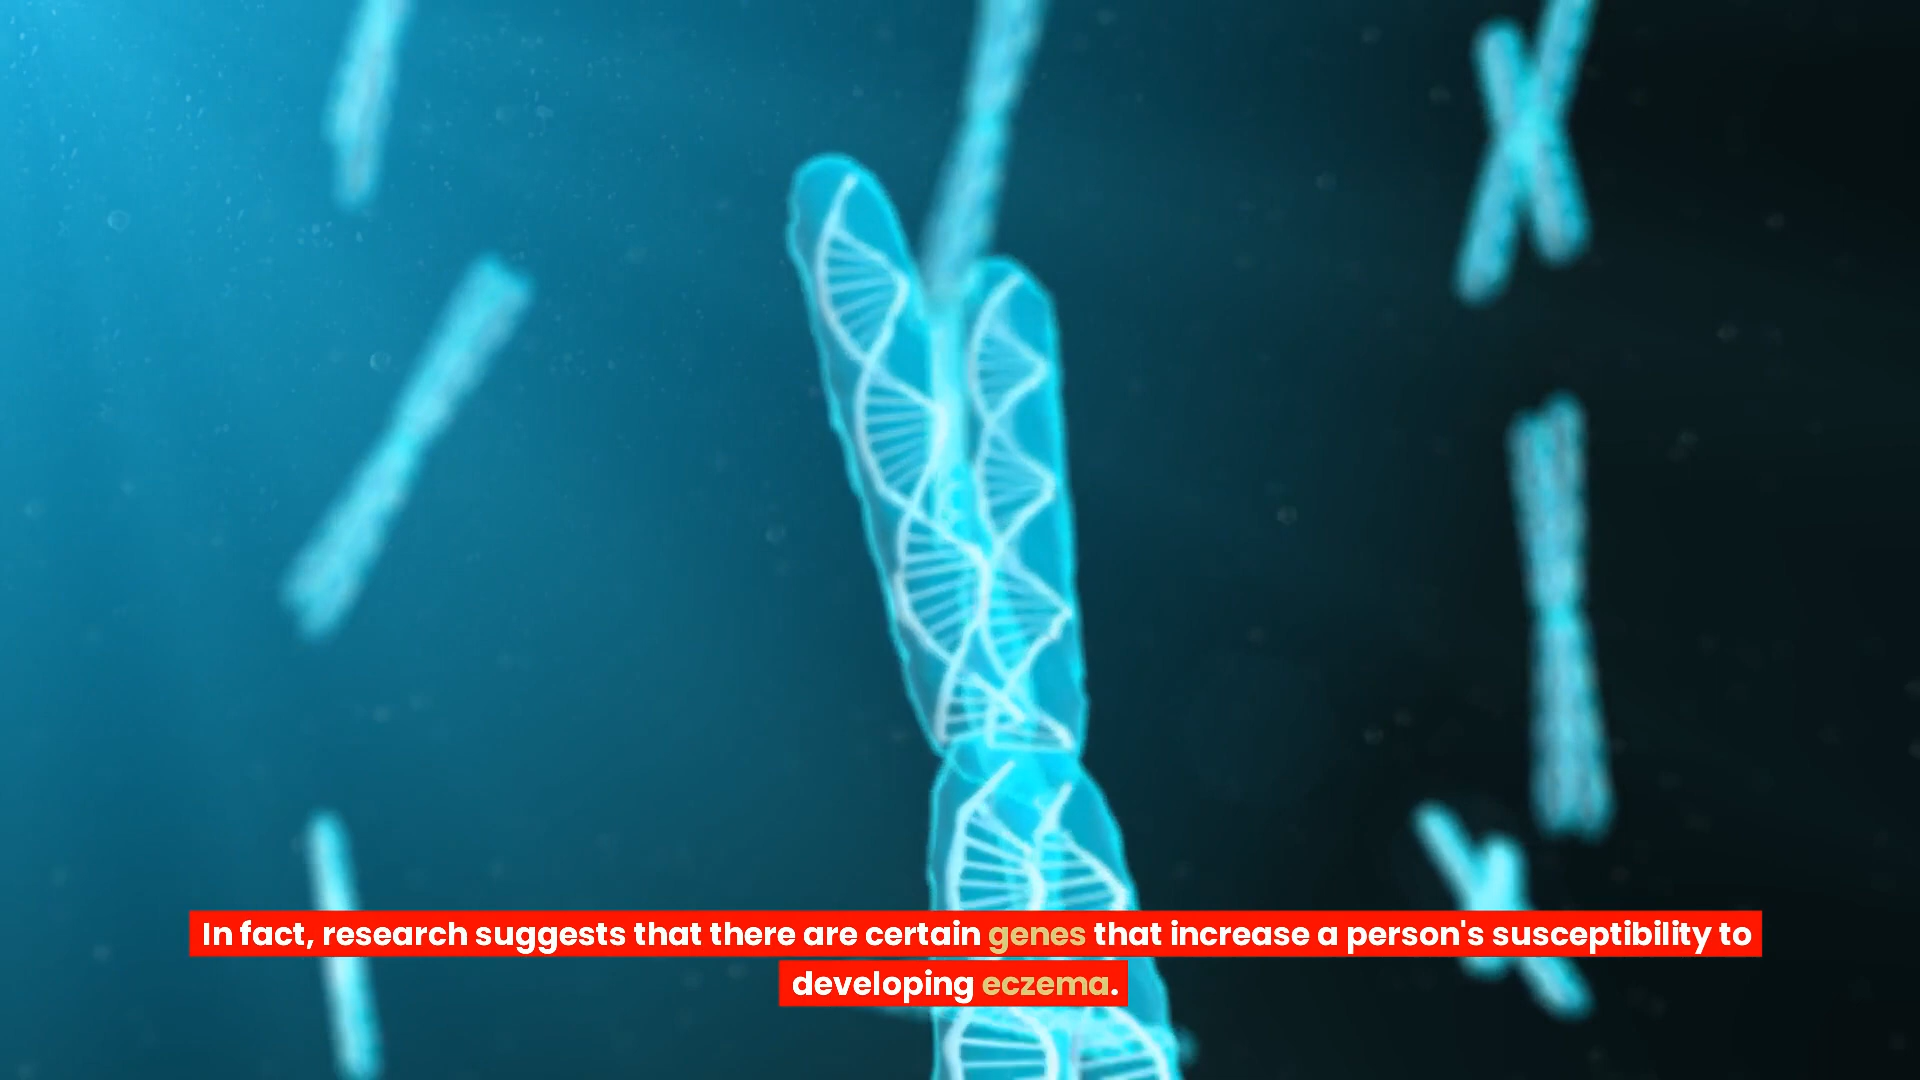 In fact, research suggests that there are certain genes that increase a person's susceptibility to
developing eczema.